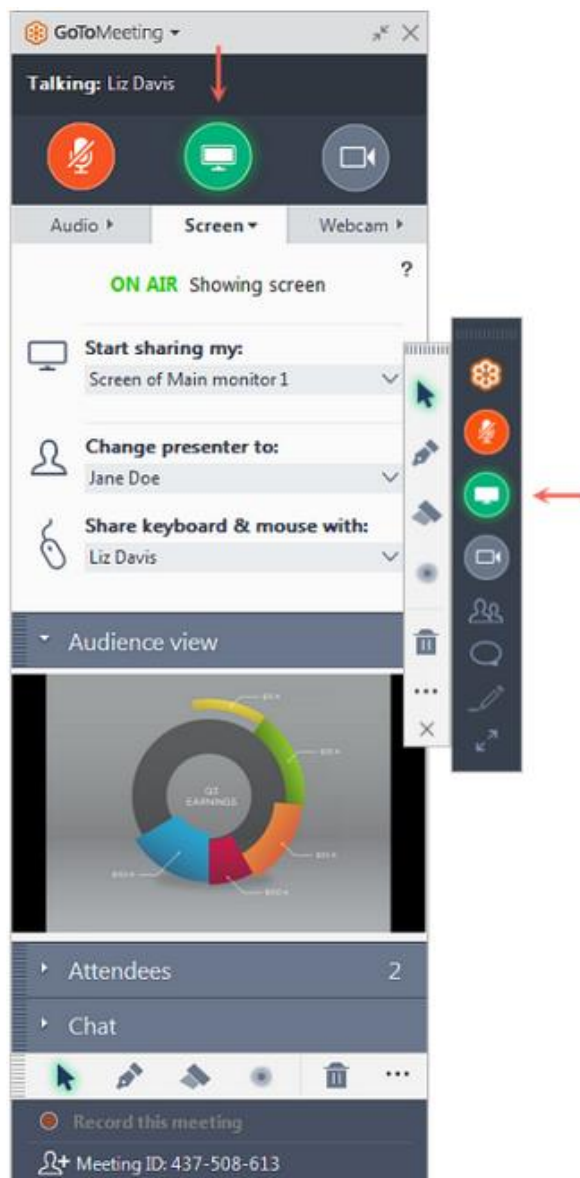 GoToMeeting
Talking: Liz Davis
Audio
Screen
Webcam
ON AIR Showing screen
?
Start sharing my:
Screen of Main monitor 1
Change presenter to:
Jane Doe
Share keyboard & mouse with:
Liz Davis
Audience view
Q3
EARNINGS
Attendees 2
Chat
Record this meeting
Meeting ID: 437-508-613